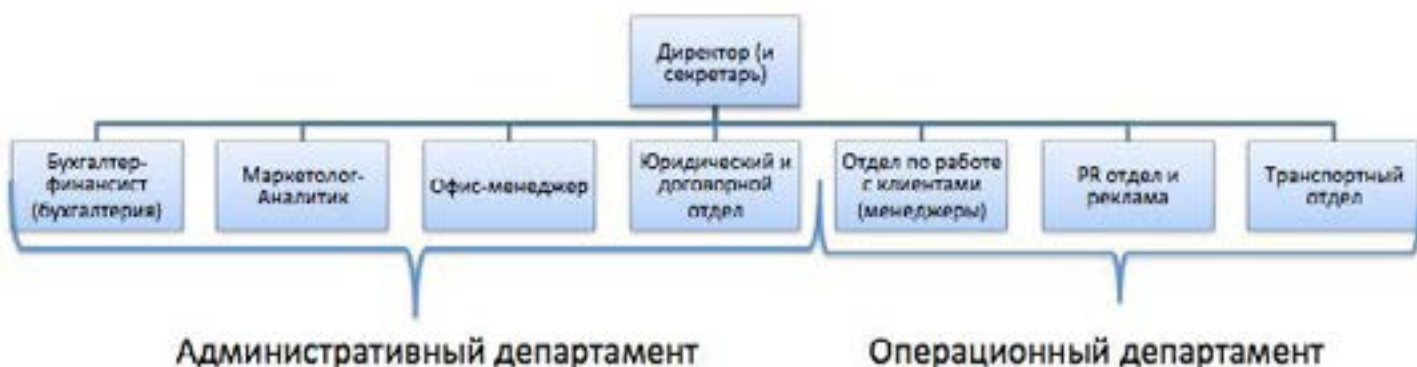 Директор (и
секретарь)
Бухгалтер-
финансист
(бухгалтерия)
Маркетолог-
Аналитик
Офис-менеджер
Юридический и
договорной
отдел
Отдел по работе
с клиентами
(менеджеры)
PR отдел и
реклама
Транспортный
отдел
Административный департамент
Операционный департамент